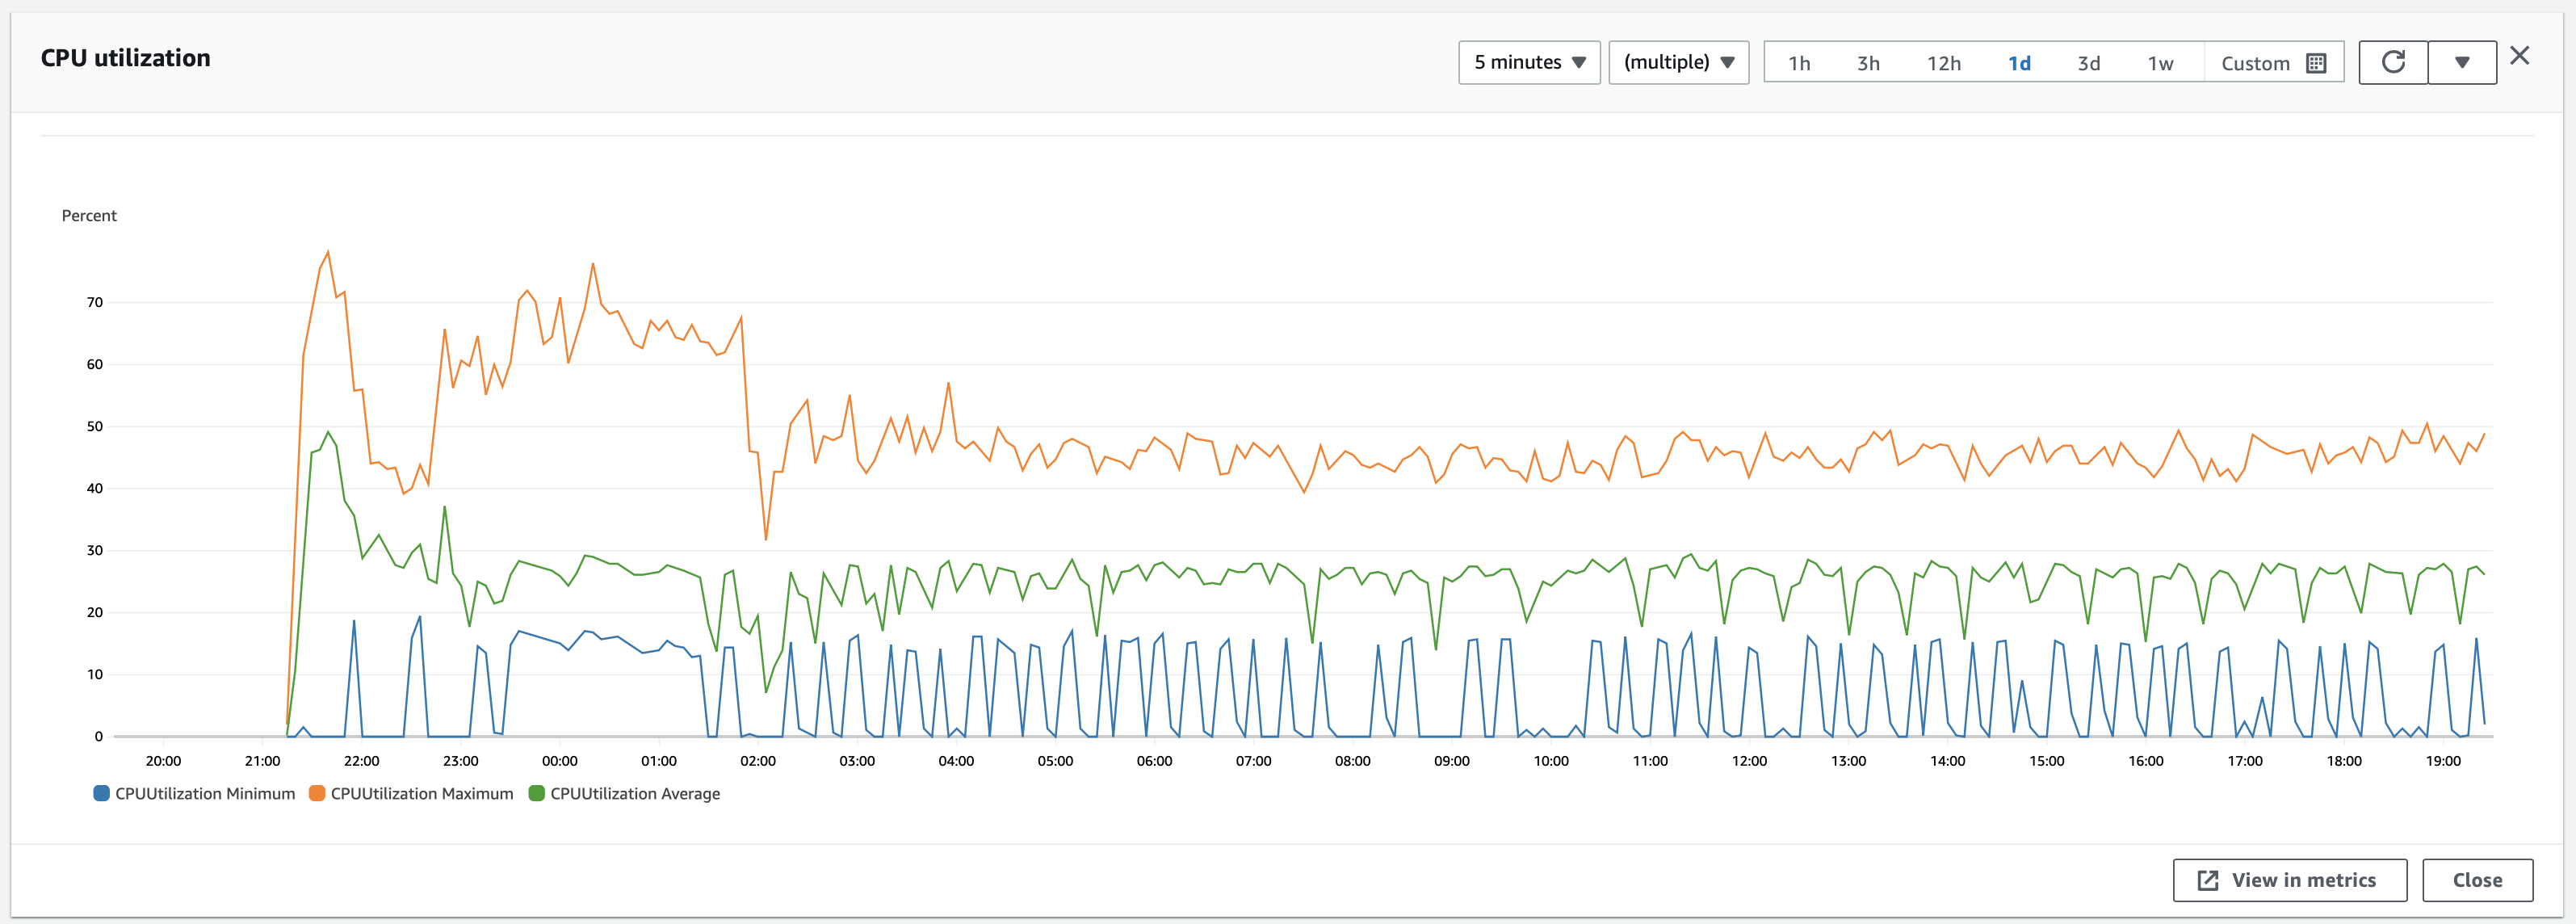 CPU utilization
5 minutes (multiple) 1h 3h 12h 1d 3d 1w Custom
Percent
70
60
50
40
30
20
10
0
20:00 21:00 22:00 23:00 00:00 01:00 02:00 03:00 04:00 05:00 06:00 07:00 08:00 09:00 10:00 11:00 12:00 13:00 14:00 15:00 16:00 17:00 18:00 19:00
CPUUtilization Minimum CPUUtilization Maximum CPUUtilization Average
View in metrics Close